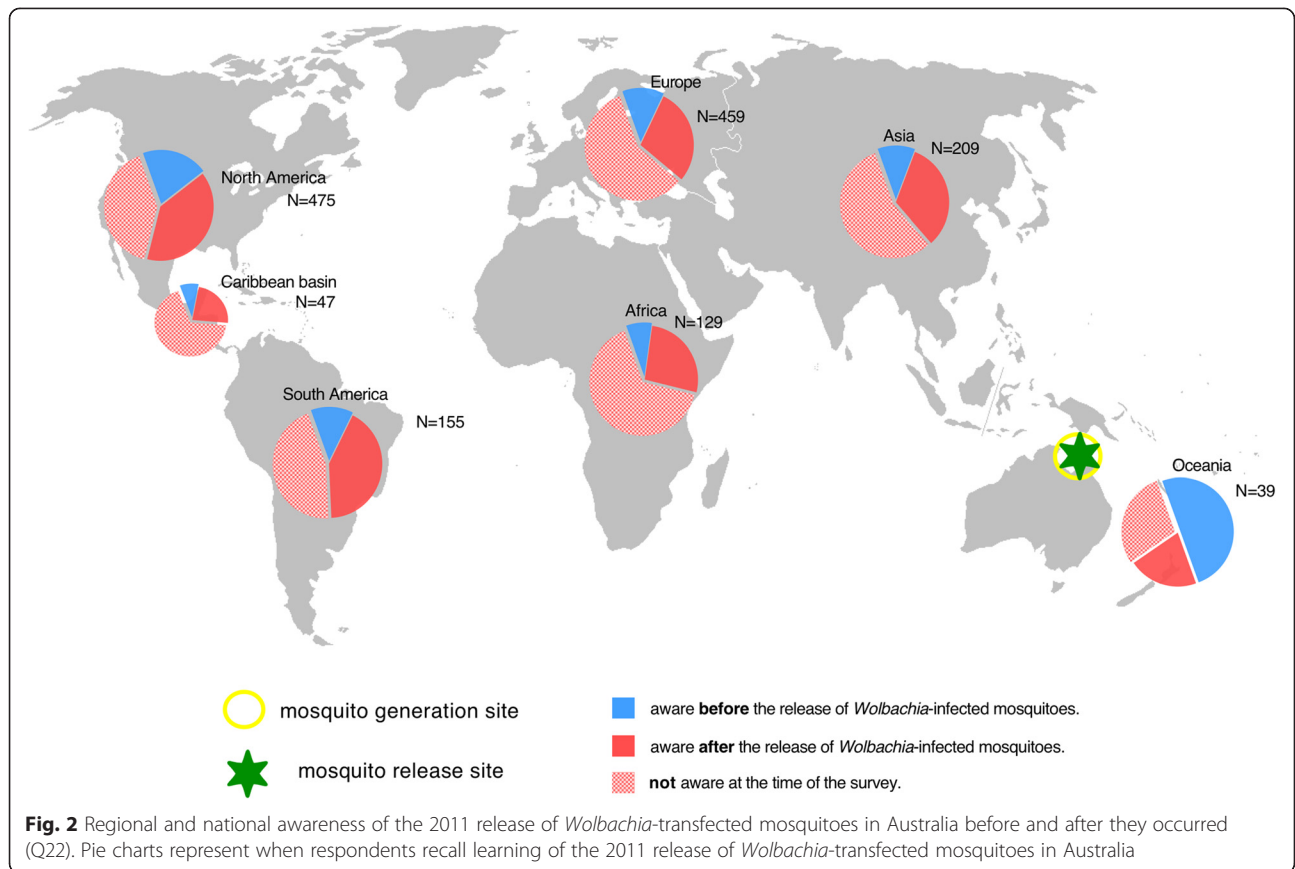 Europe
N=459
Asia
N=209
North America
N=475
Caribbean basin
N=47
Africa
N=129
South America
N=155
Oceania
N=39
mosquito generation site
mosquito release site
aware before the release of Wolbachia-infected mosquitoes.
aware after the release of Wolbachia-infected mosquitoes.
not aware at the time of the survey.
Fig. 2 Regional and national awareness of the 2011 release of Wolbachia-transfected mosquitoes in Australia before and after they occurred
(Q22). Pie charts represent when respondents recall learning of the 2011 release of Wolbachia-transfected mosquitoes in Australia